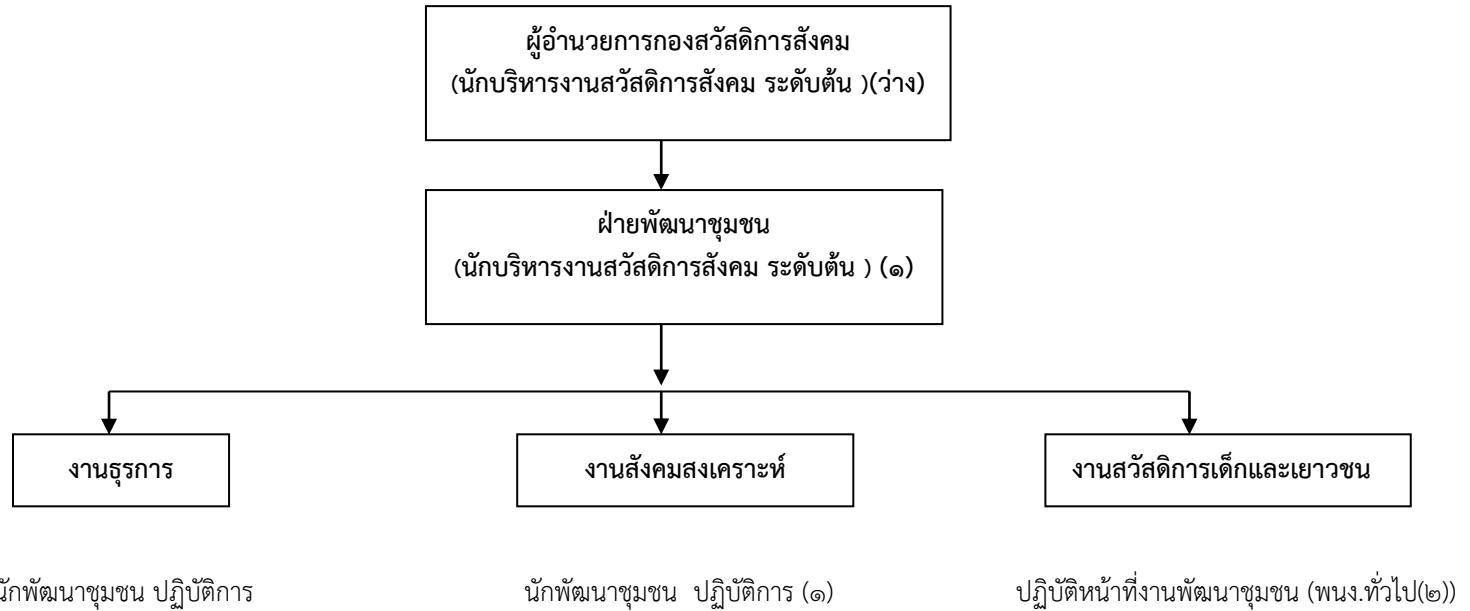 ผู้อำนวยการกองสวัสดิการสังคม
(นักบริหารงานสวัสดิการสังคม ระดับต้น )(ว่าง)
ฝ่ายพัฒนาชุมชน
(นักบริหารงานสวัสดิการสังคม ระดับต้น ) (๑)
งานธุรการ
งานสังคมสงเคราะห์
งานสวัสดิการเด็กและเยาวชน
นักพัฒนาชุมชน ปฏิบัติการ
นักพัฒนาชุมชน ปฏิบัติการ (๑)
ปฏิบัติหน้าที่งานพัฒนาชุมชน (พนง.ทั่วไป(๒))